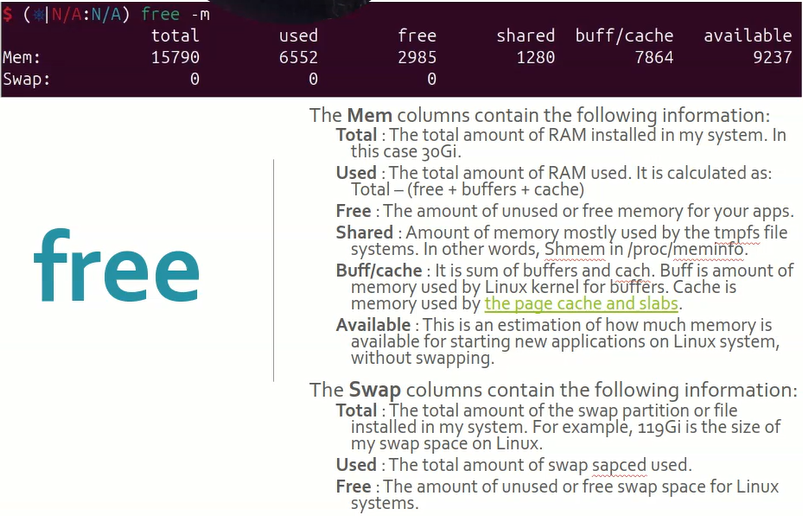 $ (⎈|N/A:N/A) free -m
total used free shared buff/cache available
Mem: 15790 6552 2985 1280 7864 9237
Swap: 0 0 0
The Mem columns contain the following information:
Total : The total amount of RAM installed in my system. In
this case 30Gi.
Used : The total amount of RAM used. It is calculated as:
Total – (free + buffers + cache)
Free : The amount of unused or free memory for your apps.
Shared : Amount of memory mostly used by the tmpfs file
systems. In other words, Shmem in /proc/meminfo.
free
Buff/cache : It is sum of buffers and cach. Buff is amount of
memory used by Linux kernel for buffers. Cache is
memory used by the page cache and slabs.
Available : This is an estimation of how much memory is
available for starting new applications on Linux system,
without swapping.
The Swap columns contain the following information:
Total : The total amount of the swap partition or file
installed in my system. For example, 119Gi is the size of
my swap space on Linux.
Used : The total amount of swap sapced used.
Free : The amount of unused or free swap space for Linux
systems.